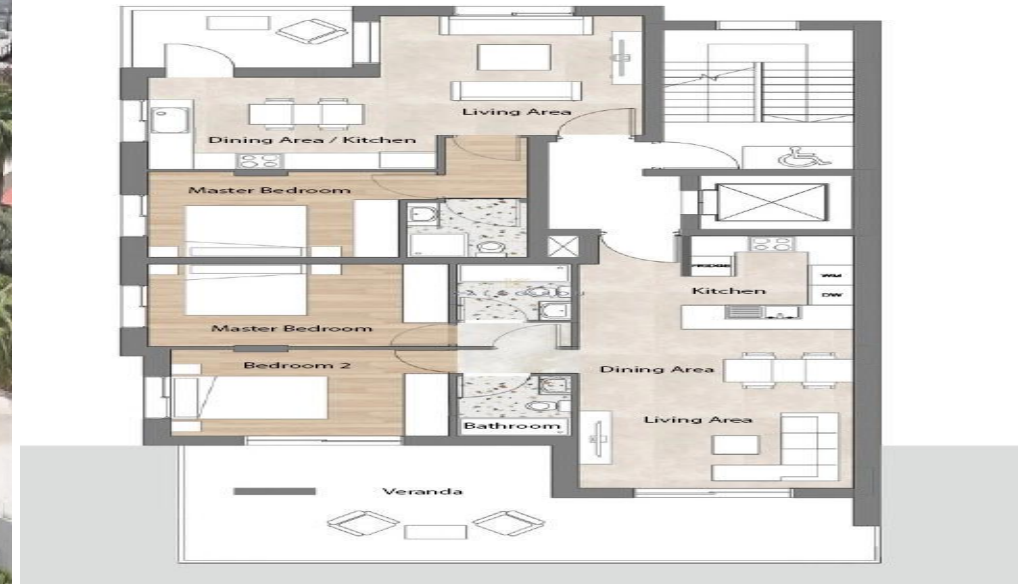 Living Area
Dining Area / Kitchen
Master Bedroom
FRIDGE
WM
Kitchen
DW
Master Bedroom
Bedroom 2
Dining Area
Living Area
Bathroom
Veranda